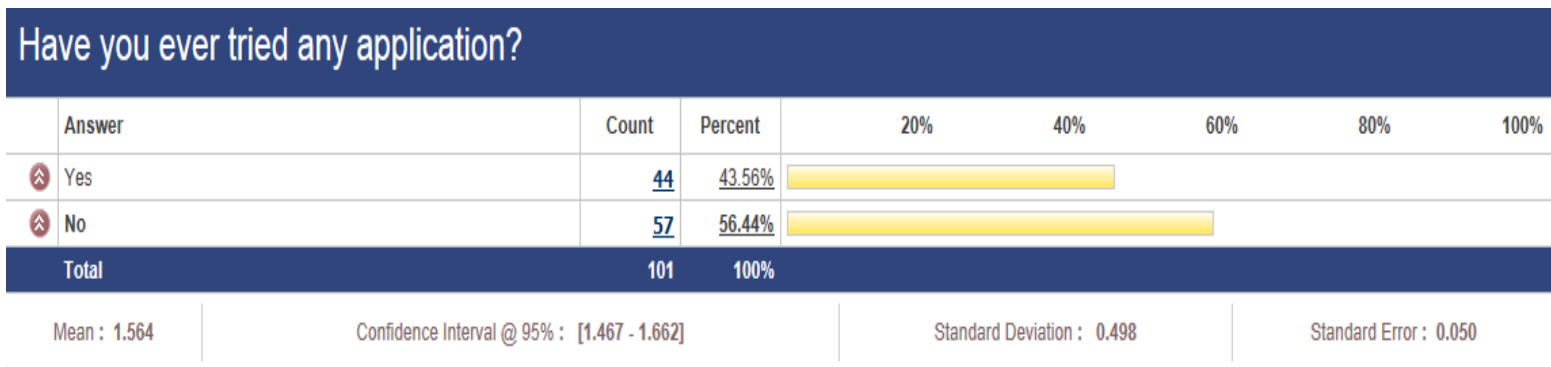 Have you ever tried any application?
Answer Count Percent 20% 40% 60% 80% 100%
Yes 44 43.56%
No 57 56.44%
Total 101 100%
Mean : 1.564 Confidence Interval @ 95% : [1.467 - 1.662] Standard Deviation : 0.498 Standard Error : 0.050